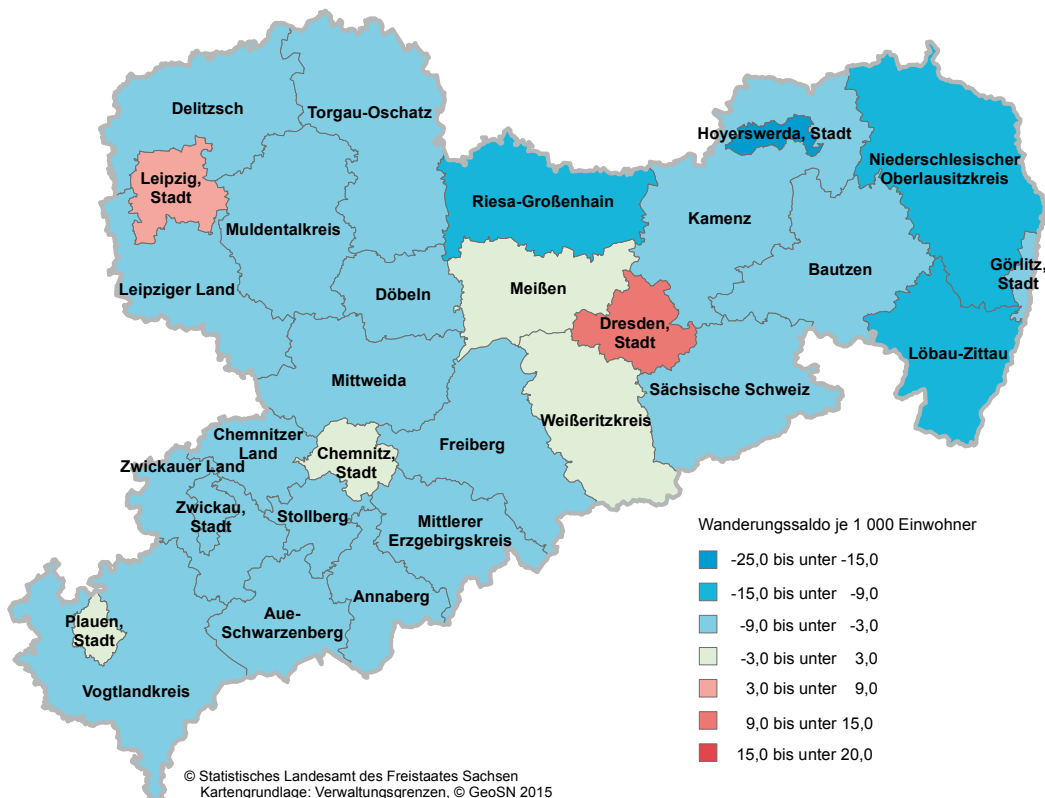 Delitzsch
Torgau-Oschatz
Hoyerswerda, Stadt
Niederschlesischer
Oberlausitzkreis
Leipzig,
Stadt
Riesa-Großenhain
Kamenz
Muldentalkreis
Bautzen
Görlitz,
Stadt
Leipziger Land
Döbeln
Meißen
Dresden,
Stadt
Löbau-Zittau
Mittweida
Sächsische Schweiz
Weißeritzkreis
Chemnitzer
Land
Chemnitz,
Stadt
Freiberg
Zwickauer Land
Zwickau,
Stadt
Stollberg
Mittlerer
Erzgebirgskreis
Annaberg
Aue-
Schwarzenberg
Plauen,
Stadt
Vogtlandkreis
Wanderungssaldo je 1 000 Einwohner
-25,0 bis unter -15,0
-15,0 bis unter -9,0
-9,0 bis unter -3,0
-3,0 bis unter 3,0
3,0 bis unter 9,0
9,0 bis unter 15,0
15,0 bis unter 20,0
© Statistisches Landesamt des Freistaates Sachsen
Kartengrundlage: Verwaltungsgrenzen, © GeoSN 2015